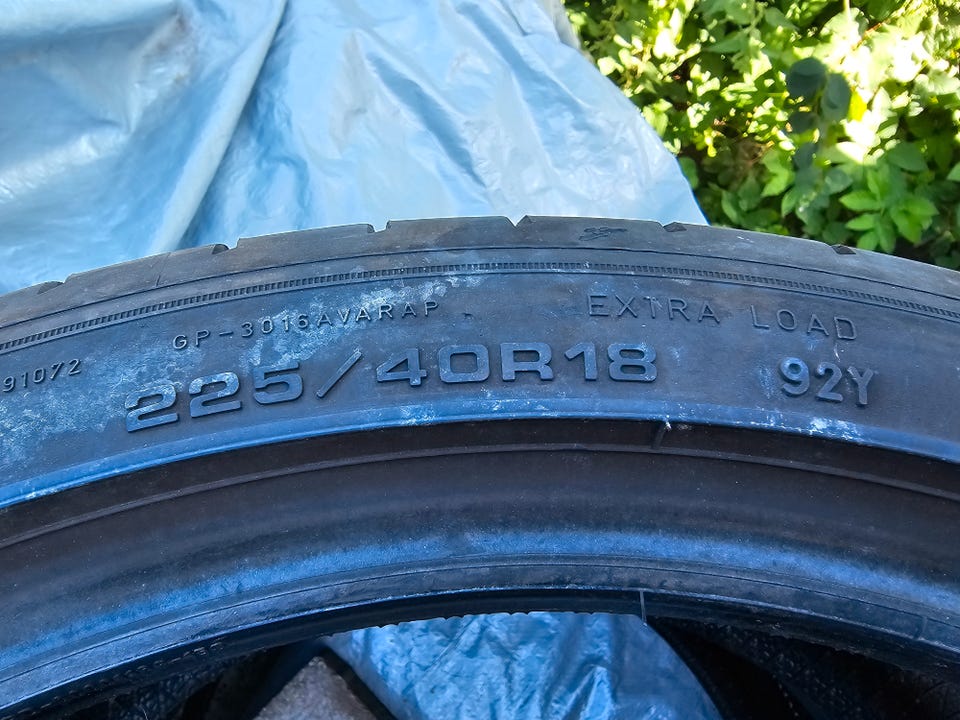 GP-3016AVARAP
EXTRA LOAD
91072
225/40R18
92Y